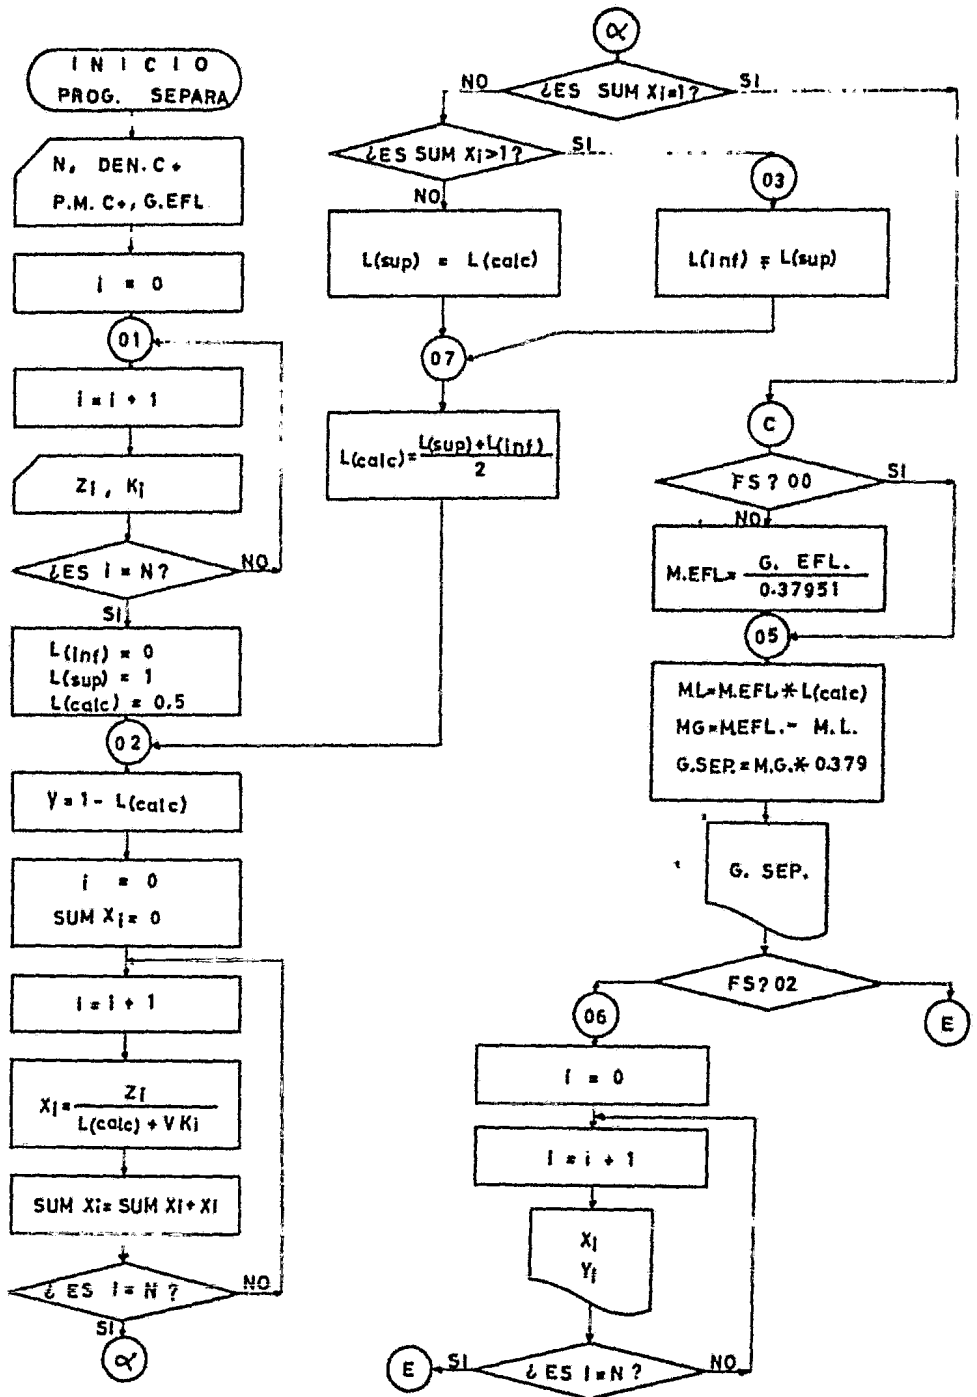 I N I C I O
PROG. SEPARA
N, DEN. C+
P.M. C+, G.EFL
i = 0
01
i = i + 1
Zi, Ki
¿ES i = N?
NO
SI
L(inf) = 0
L(sup) = 1
L(calc) = 0.5
02
V = 1 - L(calc)
i = 0
SUM Xi = 0
i = i + 1
Xi = Zi / L(calc) + V Ki
SUM Xi = SUM Xi + Xi
¿ ES i = N ?
NO
SI
α
α
¿ES SUM Xi=1?
NO
SI
¿ES SUM Xi>1?
SI
NO
03
L(sup) = L(calc)
L(inf) = L(sup)
07
L(calc) = L(sup)+L(inf) / 2
C
FS ? 00
SI
NO
M.EFL = G. EFL. / 0.37951
05
ML=M.EFL * L(calc)
MG=M.EFL. - M.L.
G.SEP.=M.G.* 0.379
G. SEP.
FS? 02
E
06
i = 0
i = i + 1
Xi
Yi
¿ ES i = N ?
NO
SI
E